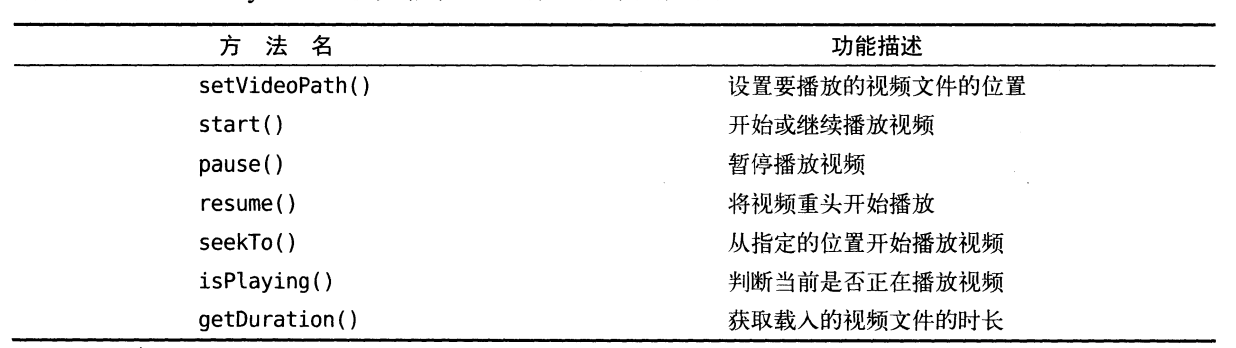 方 法 名 功能描述
setVideoPath() 设置要播放的视频文件的位置
start() 开始或继续播放视频
pause() 暂停播放视频
resume() 将视频重头开始播放
seekTo() 从指定的位置开始播放视频
isPlaying() 判断当前是否正在播放视频
getDuration() 获取载入的视频文件的时长